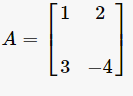 A = [1 2
3 −4]